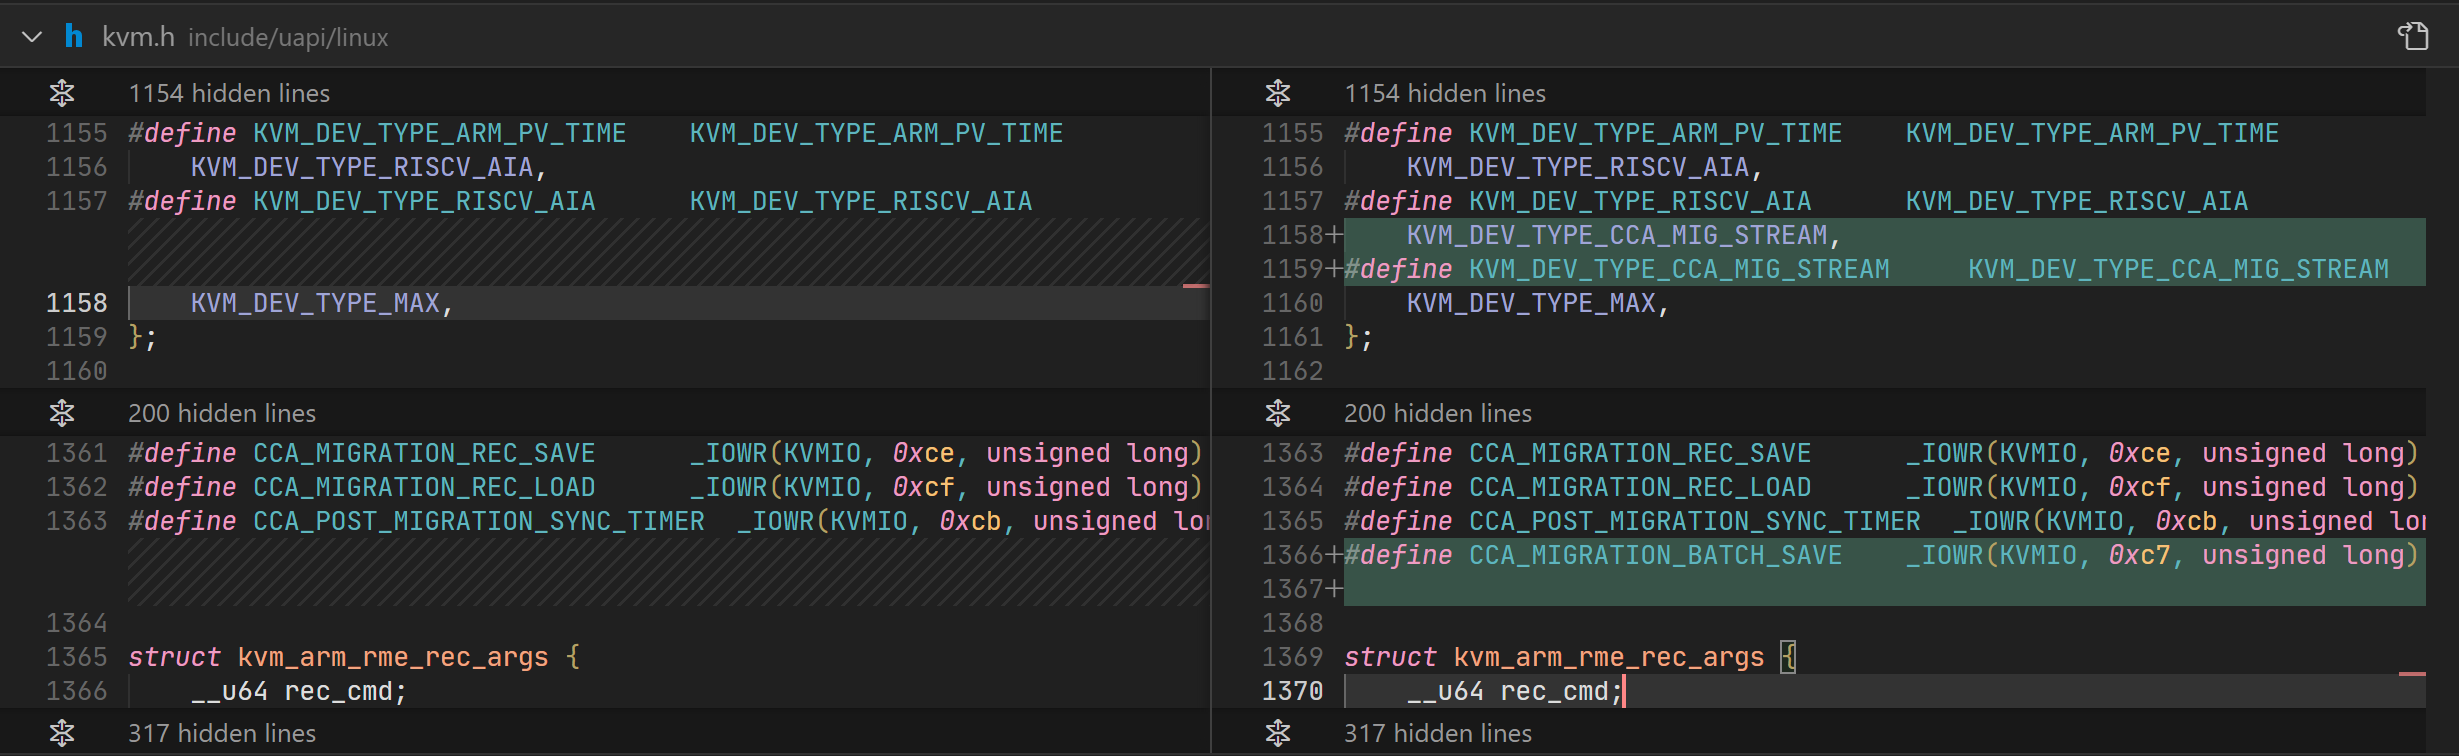 kvm.h include/uapi/linux
1154 hidden lines
1155 #define KVM_DEV_TYPE_ARM_PV_TIME    KVM_DEV_TYPE_ARM_PV_TIME
1156     KVM_DEV_TYPE_RISCV_AIA,
1157 #define KVM_DEV_TYPE_RISCV_AIA      KVM_DEV_TYPE_RISCV_AIA
1158     KVM_DEV_TYPE_MAX,
1159 };
1160
200 hidden lines
1361 #define CCA_MIGRATION_REC_SAVE      _IOWR(KVMIO, 0xce, unsigned long)
1362 #define CCA_MIGRATION_REC_LOAD      _IOWR(KVMIO, 0xcf, unsigned long)
1363 #define CCA_POST_MIGRATION_SYNC_TIMER  _IOWR(KVMIO, 0xcb, unsigned lo
1364
1365 struct kvm_arm_rme_rec_args {
1366     __u64 rec_cmd;
317 hidden lines
1154 hidden lines
1155 #define KVM_DEV_TYPE_ARM_PV_TIME    KVM_DEV_TYPE_ARM_PV_TIME
1156     KVM_DEV_TYPE_RISCV_AIA,
1157 #define KVM_DEV_TYPE_RISCV_AIA      KVM_DEV_TYPE_RISCV_AIA
1158+    KVM_DEV_TYPE_CCA_MIG_STREAM,
1159+#define KVM_DEV_TYPE_CCA_MIG_STREAM     KVM_DEV_TYPE_CCA_MIG_STREAM
1160     KVM_DEV_TYPE_MAX,
1161 };
1162
200 hidden lines
1363 #define CCA_MIGRATION_REC_SAVE      _IOWR(KVMIO, 0xce, unsigned long)
1364 #define CCA_MIGRATION_REC_LOAD      _IOWR(KVMIO, 0xcf, unsigned long)
1365 #define CCA_POST_MIGRATION_SYNC_TIMER  _IOWR(KVMIO, 0xcb, unsigned lo
1366+#define CCA_MIGRATION_BATCH_SAVE    _IOWR(KVMIO, 0xc7, unsigned long)
1367+
1368
1369 struct kvm_arm_rme_rec_args {
1370     __u64 rec_cmd;
317 hidden lines